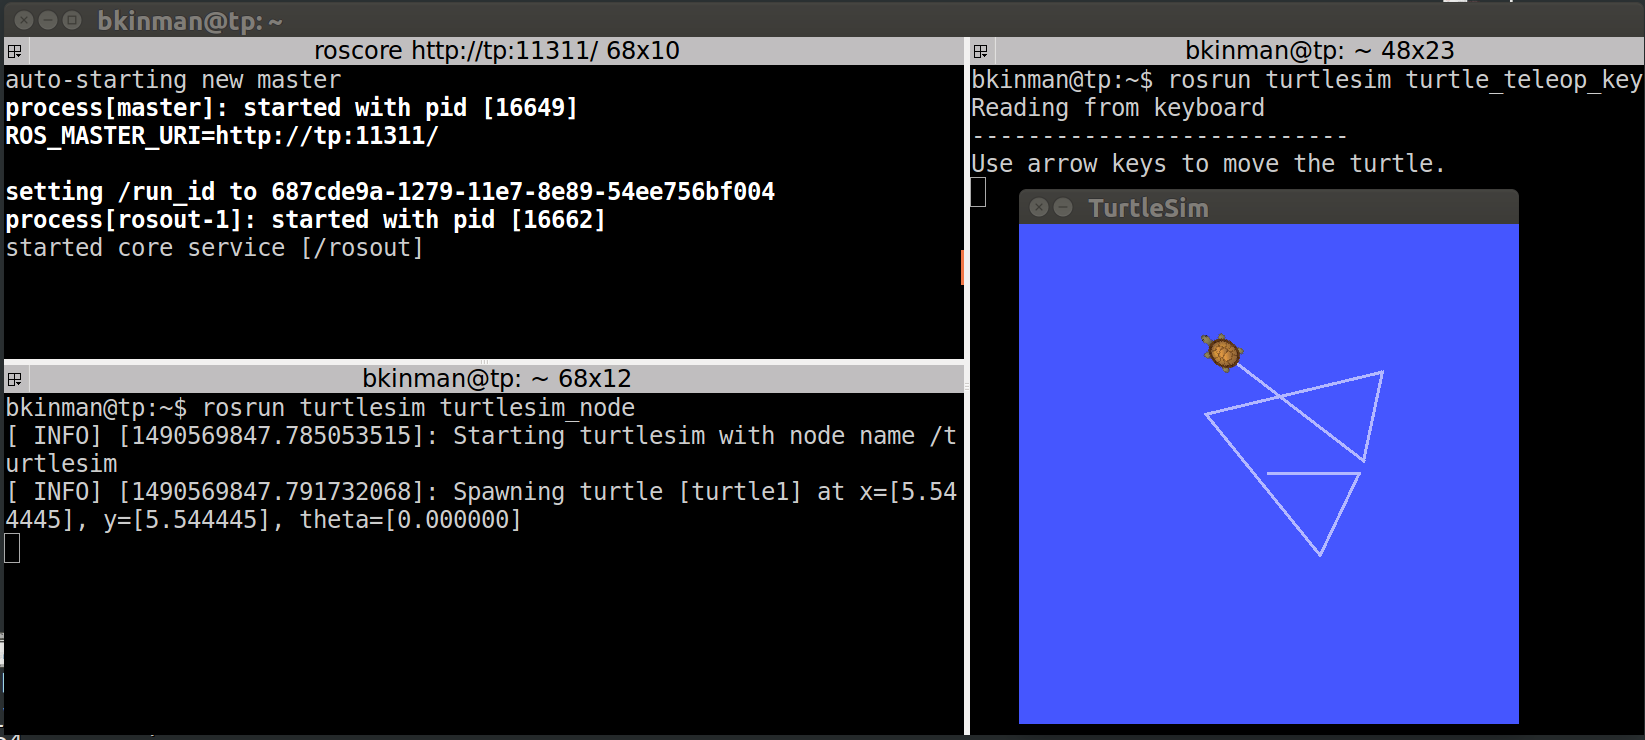 bkinman@tp: ~
roscore http://tp:11311/ 68x10
auto-starting new master
process[master]: started with pid [16649]
ROS_MASTER_URI=http://tp:11311/
setting /run_id to 687cde9a-1279-11e7-8e89-54ee756bf004
process[rosout-1]: started with pid [16662]
started core service [/rosout]
bkinman@tp: ~ 68x12
bkinman@tp:~$ rosrun turtlesim turtlesim_node
[ INFO] [1490569847.785053515]: Starting turtlesim with node name /t
urtlesim
[ INFO] [1490569847.791732068]: Spawning turtle [turtle1] at x=[5.54
4445], y=[5.544445], theta=[0.000000]
bkinman@tp: ~ 48x23
bkinman@tp:~$ rosrun turtlesim turtle_teleop_key
Reading from keyboard
---------------------------
Use arrow keys to move the turtle.
TurtleSim